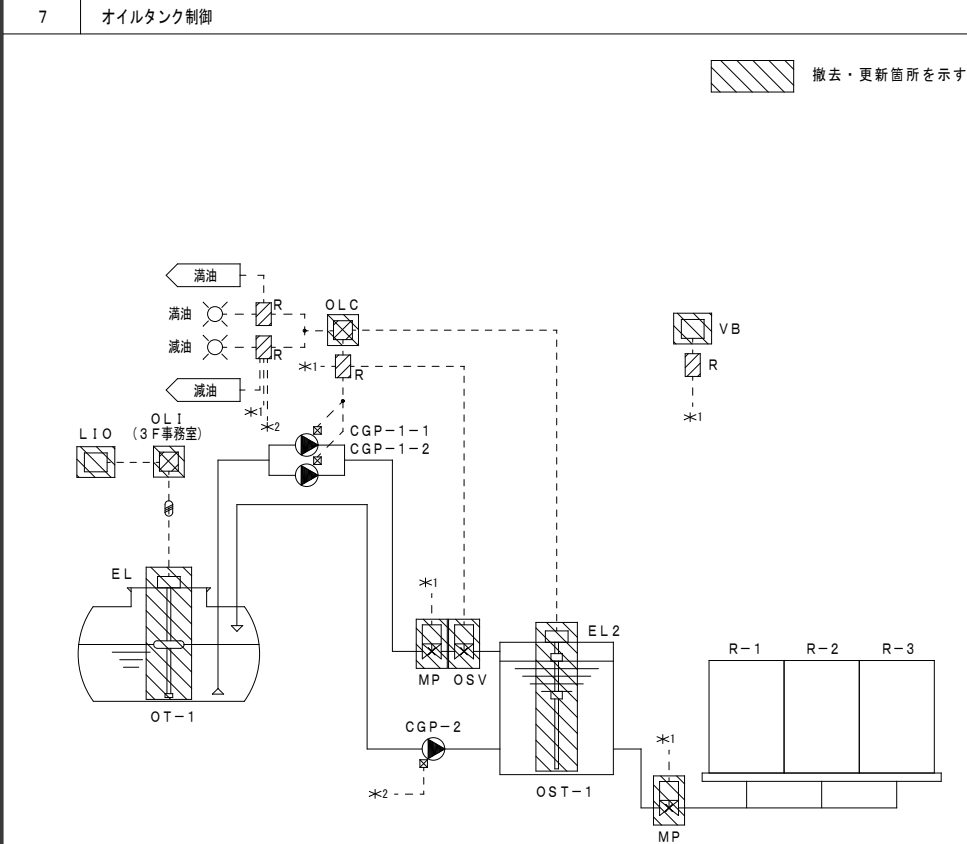 7 オイルタンク制御
撤去・更新箇所を示す
満油
満油 R OLC
減油 R VB
*1 R R
減油
*1 *2 *1
OLI CGP-1-1
LIO (3F事務室) CGP-1-2
EL *1 EL2
MP OSV R-1 R-2 R-3
OT-1 CGP-2 *1
*2 OST-1
MP